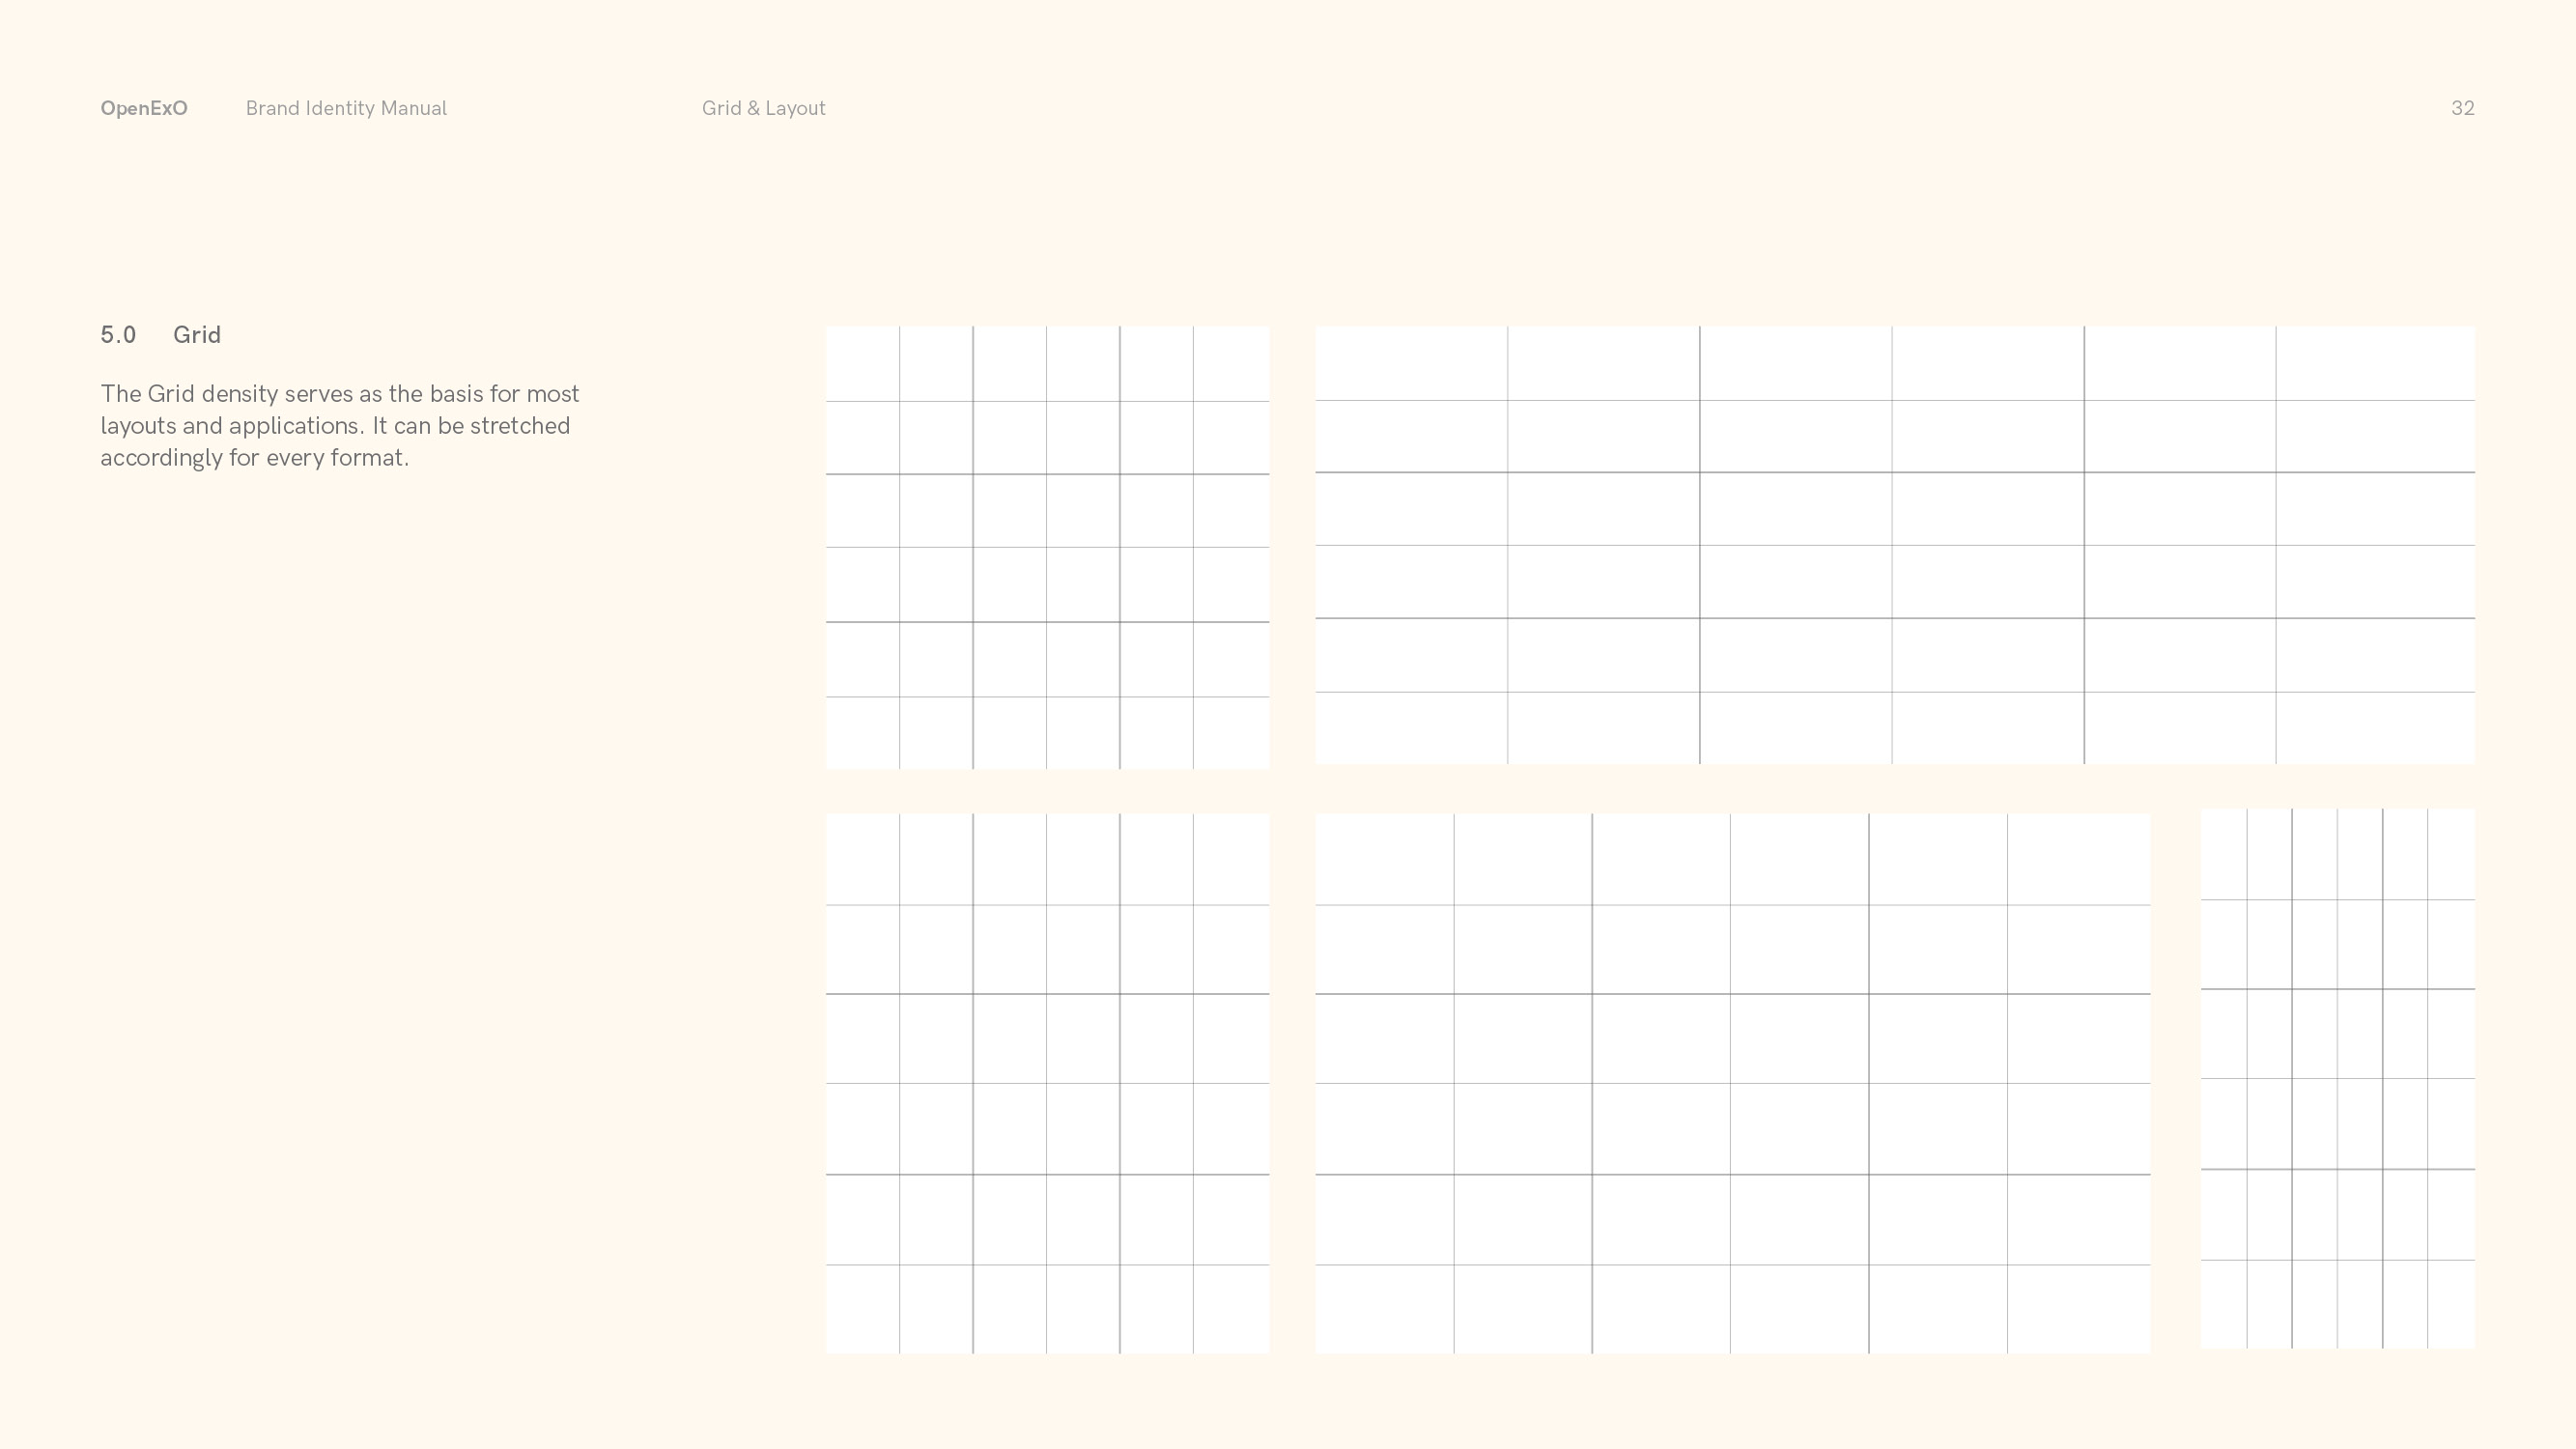 OpenExO Brand Identity Manual Grid & Layout 32
5.0 Grid
The Grid density serves as the basis for most
layouts and applications. It can be stretched
accordingly for every format.